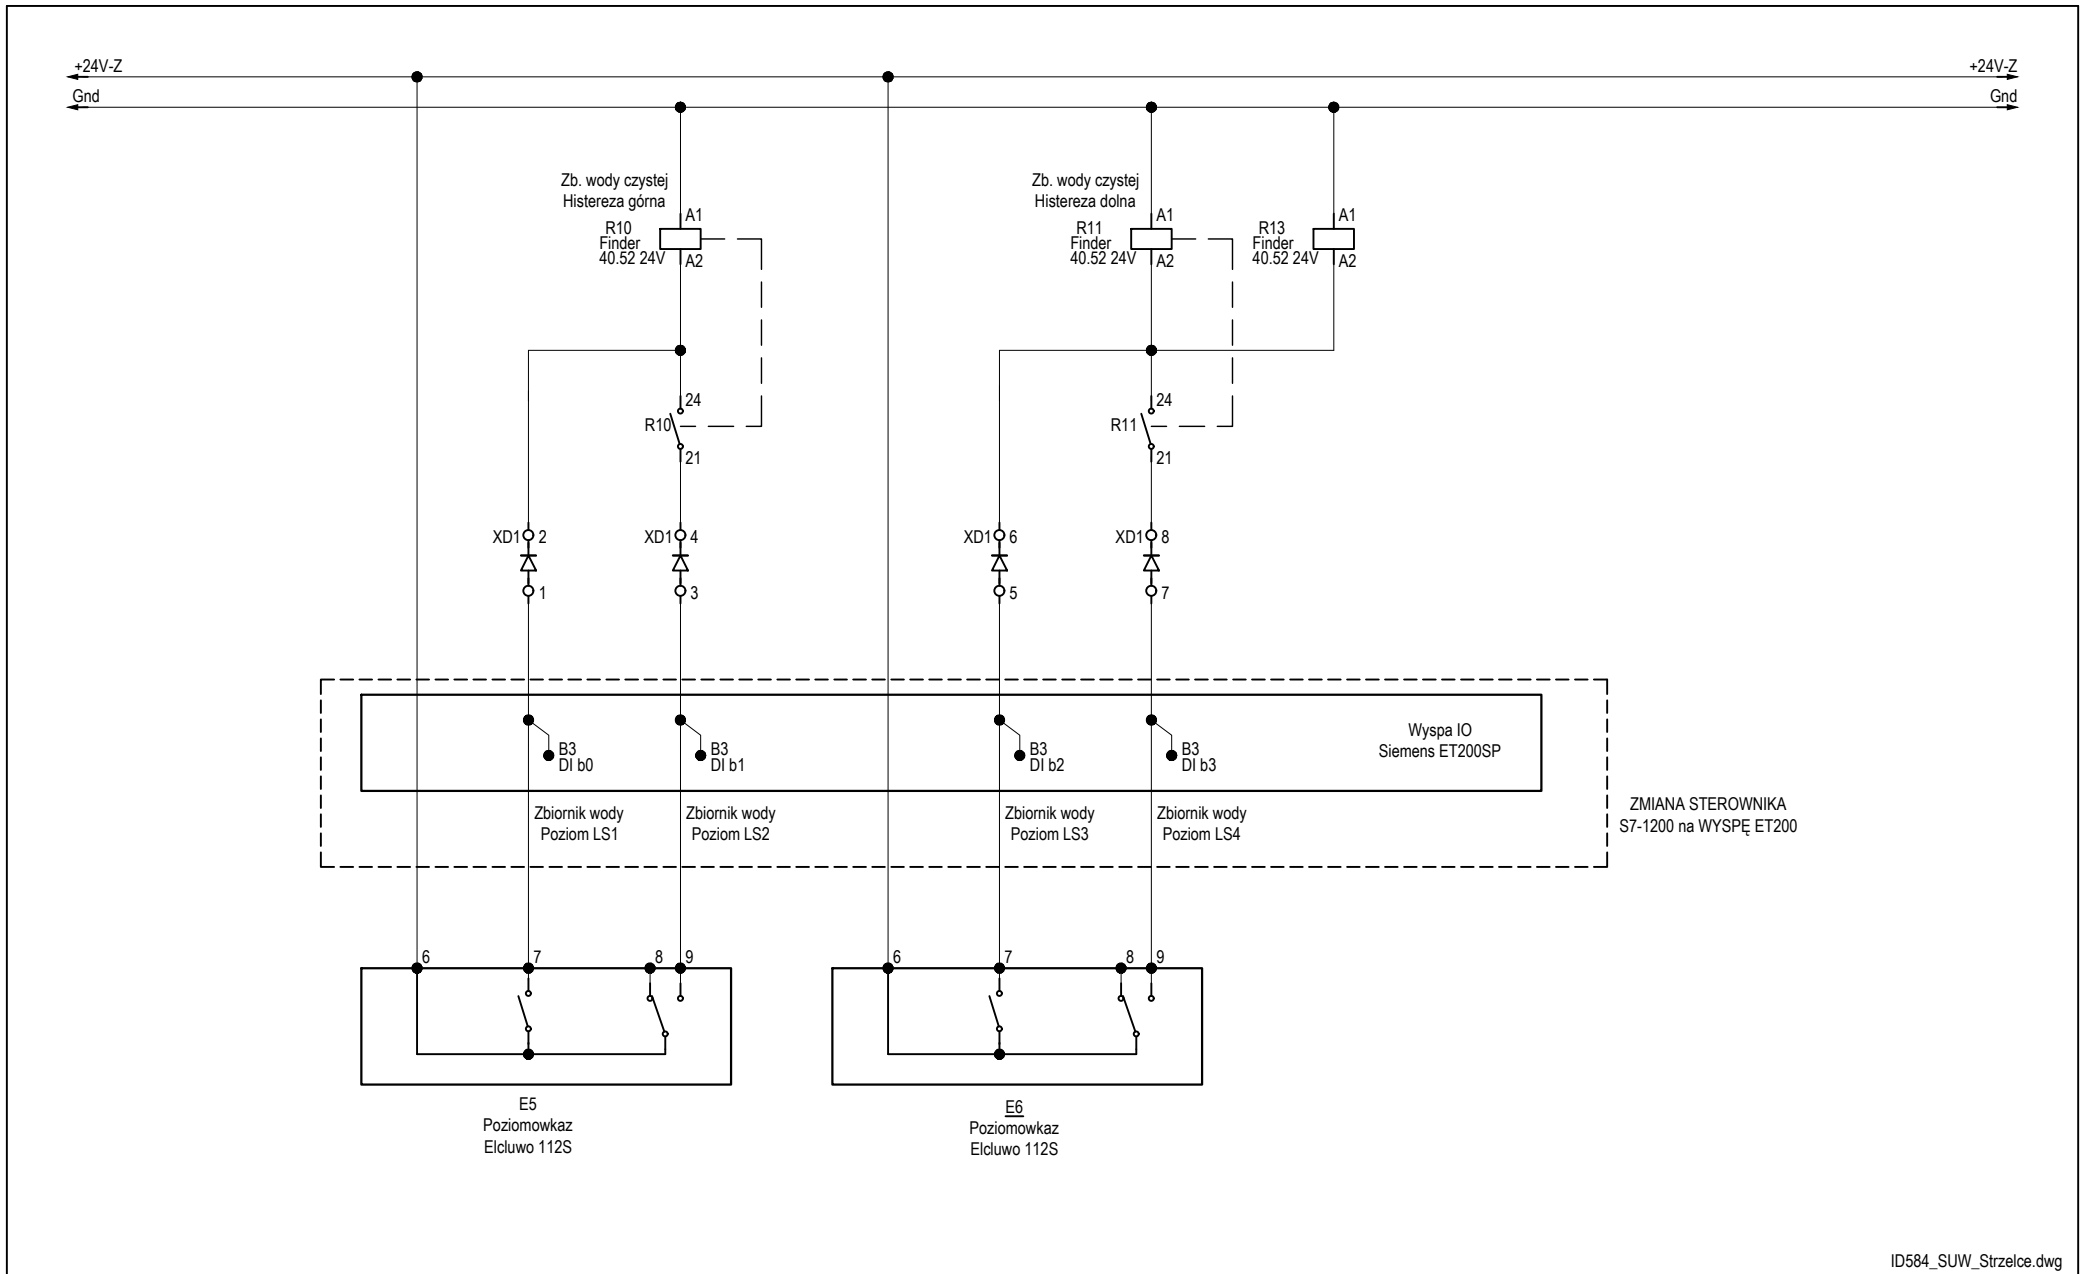 +24V-Z
+24V-Z
Gnd
Gnd
Zb. wody czystej
Histereza górna
R10
Finder
40.52 24V
A1
A2
Zb. wody czystej
Histereza dolna
R11
Finder
40.52 24V
A1
A2
R13
Finder
40.52 24V
A1
A2
24
R10
21
24
R11
21
XD1 2
1
XD1 4
3
XD1 6
5
XD1 8
7
B3
DI b0
B3
DI b1
B3
DI b2
B3
DI b3
Wyspa IO
Siemens ET200SP
Zbiornik wody
Poziom LS1
Zbiornik wody
Poziom LS2
Zbiornik wody
Poziom LS3
Zbiornik wody
Poziom LS4
ZMIANA STEROWNIKA
S7-1200 na WYSPĘ ET200
6 7 8 9
6 7 8 9
E5
Poziomowkaz
Elcluwo 112S
E6
Poziomowkaz
Elcluwo 112S
ID584_SUW_Strzelce.dwg